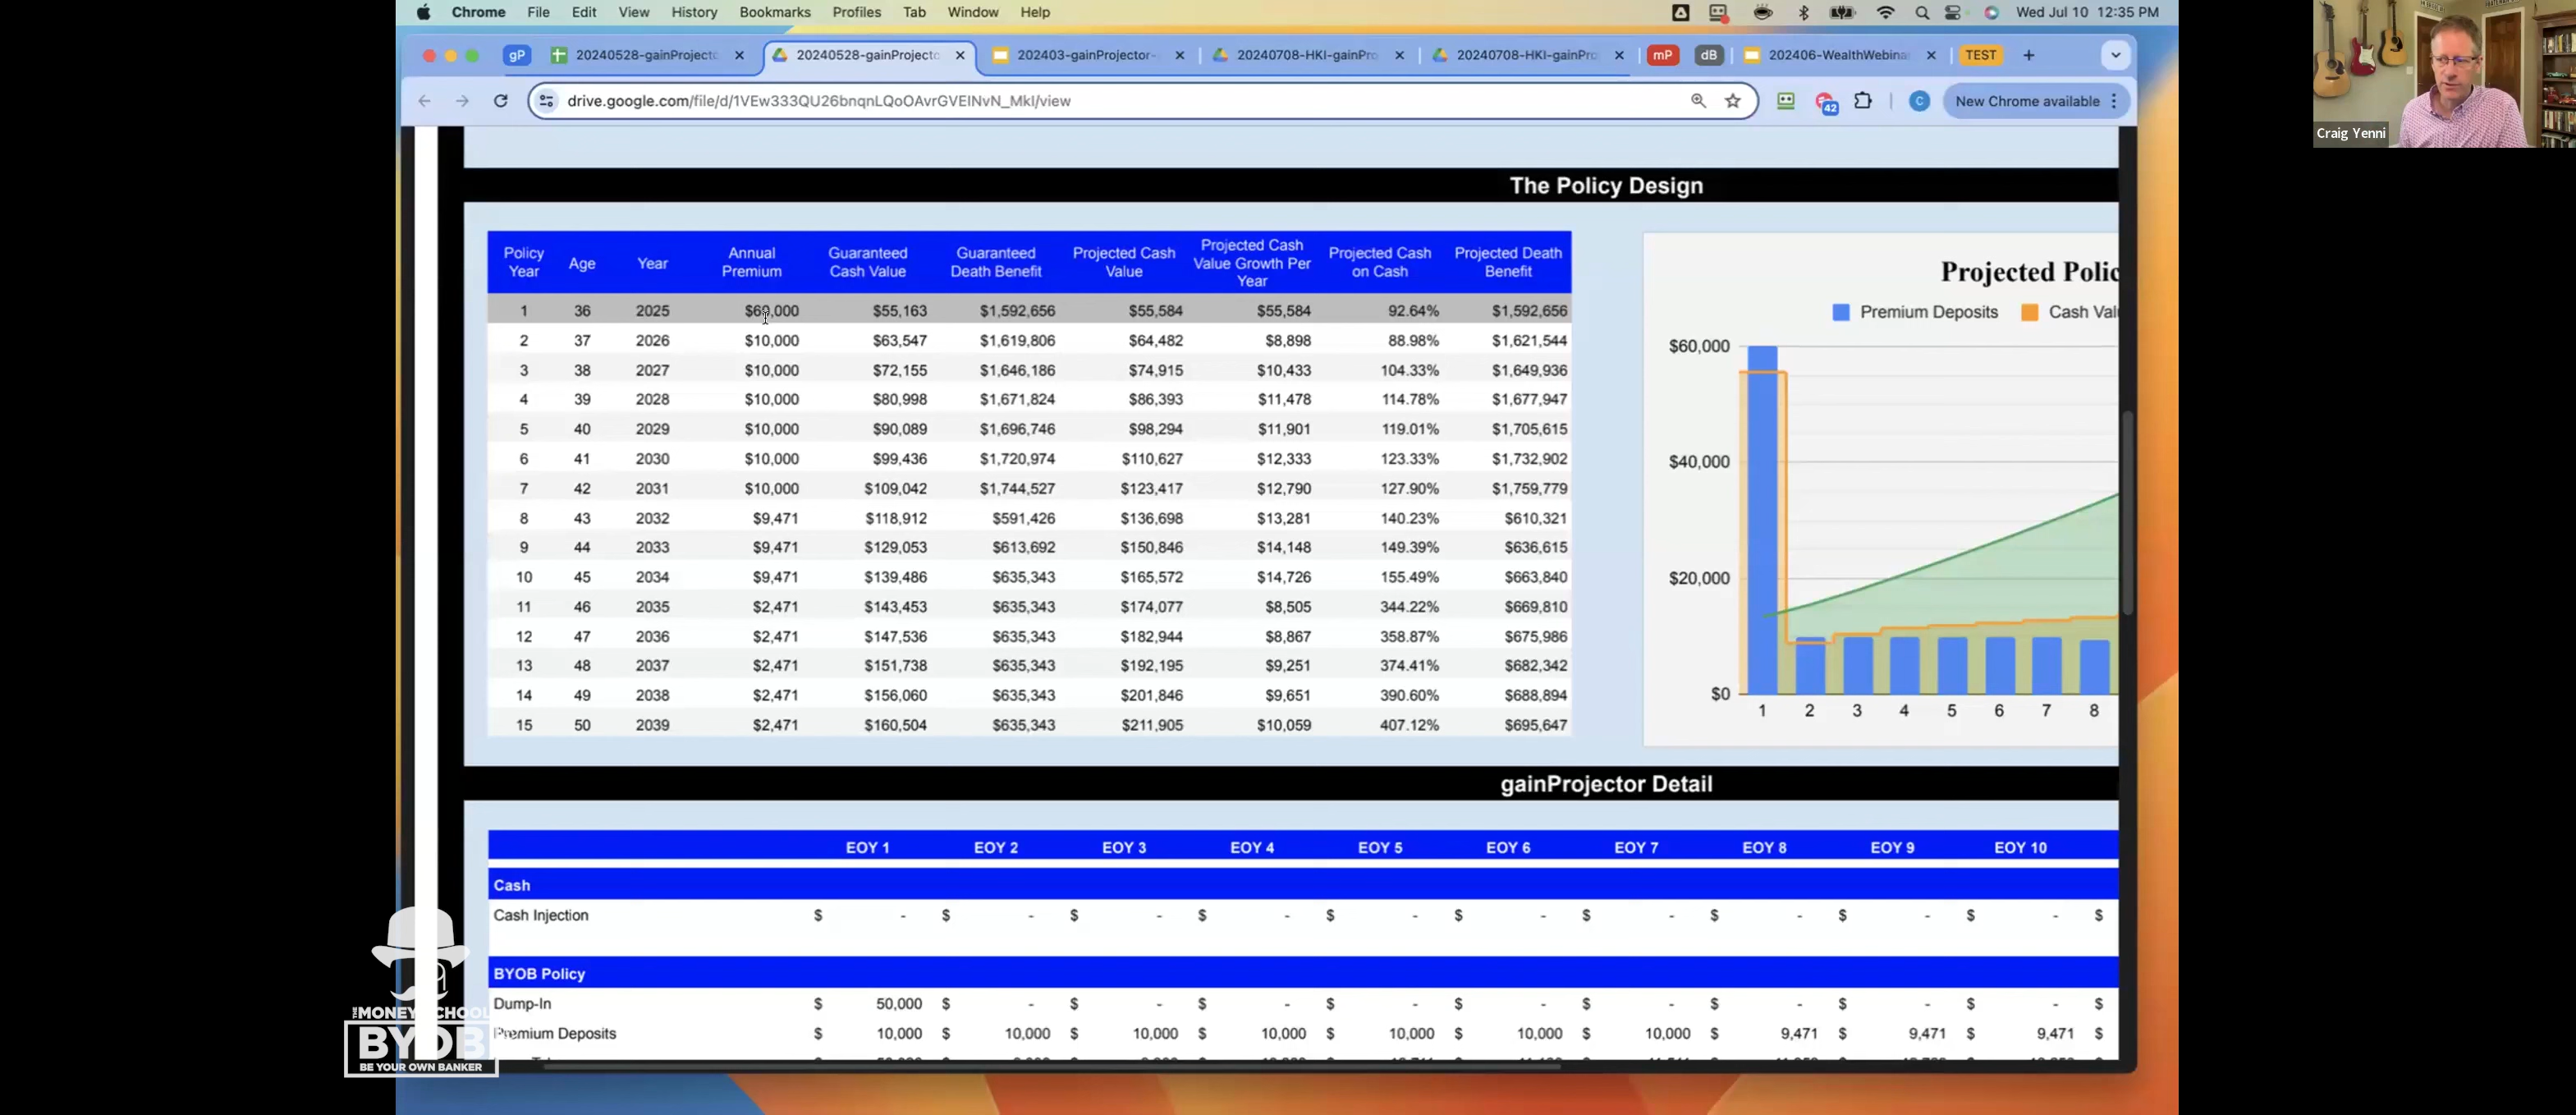 Chrome File Edit View History Bookmarks Profiles Tab Window Help Wed Jul 10 12:35 PM
gP 20240528-gainProjecto 20240528-gainProjecto 202403-gainProjector- 20240708-HKI-gainPro 20240708-HKI-gainPro mP dB 202406-WealthWebina TEST
drive.google.com/file/d/1VEw333QU26bnqnLQoOAvrGVEINvN_MkI/view 42 C New Chrome available
Craig Yenni
The Policy Design
Policy Year Age Year Annual Premium Guaranteed Cash Value Guaranteed Death Benefit Projected Cash Value Projected Cash Value Growth Per Year Projected Cash on Cash Projected Death Benefit
1 36 2025 $60,000 $55,163 $1,592,656 $55,584 $55,584 92.64% $1,592,656
2 37 2026 $10,000 $63,547 $1,619,806 $64,482 $8,898 88.98% $1,621,544
3 38 2027 $10,000 $72,155 $1,646,186 $74,915 $10,433 104.33% $1,649,936
4 39 2028 $10,000 $80,998 $1,671,824 $86,393 $11,478 114.78% $1,677,947
5 40 2029 $10,000 $90,089 $1,696,746 $98,294 $11,901 119.01% $1,705,615
6 41 2030 $10,000 $99,436 $1,720,974 $110,627 $12,333 123.33% $1,732,902
7 42 2031 $10,000 $109,042 $1,744,527 $123,417 $12,790 127.90% $1,759,779
8 43 2032 $9,471 $118,912 $591,426 $136,698 $13,281 140.23% $610,321
9 44 2033 $9,471 $129,053 $613,692 $150,846 $14,148 149.39% $636,615
10 45 2034 $9,471 $139,486 $635,343 $165,572 $14,726 155.49% $663,840
11 46 2035 $2,471 $143,453 $635,343 $174,077 $8,505 344.22% $669,810
12 47 2036 $2,471 $147,536 $635,343 $182,944 $8,867 358.87% $675,986
13 48 2037 $2,471 $151,738 $635,343 $192,195 $9,251 374.41% $682,342
14 49 2038 $2,471 $156,060 $635,343 $201,846 $9,651 390.60% $688,894
15 50 2039 $2,471 $160,504 $635,343 $211,905 $10,059 407.12% $695,647
Projected Polic
Premium Deposits Cash Val
$60,000
$40,000
$20,000
$0
1 2 3 4 5 6 7 8
gainProjector Detail
EOY 1 EOY 2 EOY 3 EOY 4 EOY 5 EOY 6 EOY 7 EOY 8 EOY 9 EOY 10
Cash
Cash Injection $ - $ - $ - $ - $ - $ - $ - $ - $ - $ - $
BYOB Policy
Dump-In $ 50,000 $ - $ - $ - $ - $ - $ - $ - $ - $ - $
Premium Deposits $ 10,000 $ 10,000 $ 10,000 $ 10,000 $ 10,000 $ 10,000 $ 10,000 $ 9,471 $ 9,471 $ 9,471 $
THE MONEY SCHOOL
BYOB
BE YOUR OWN BANKER